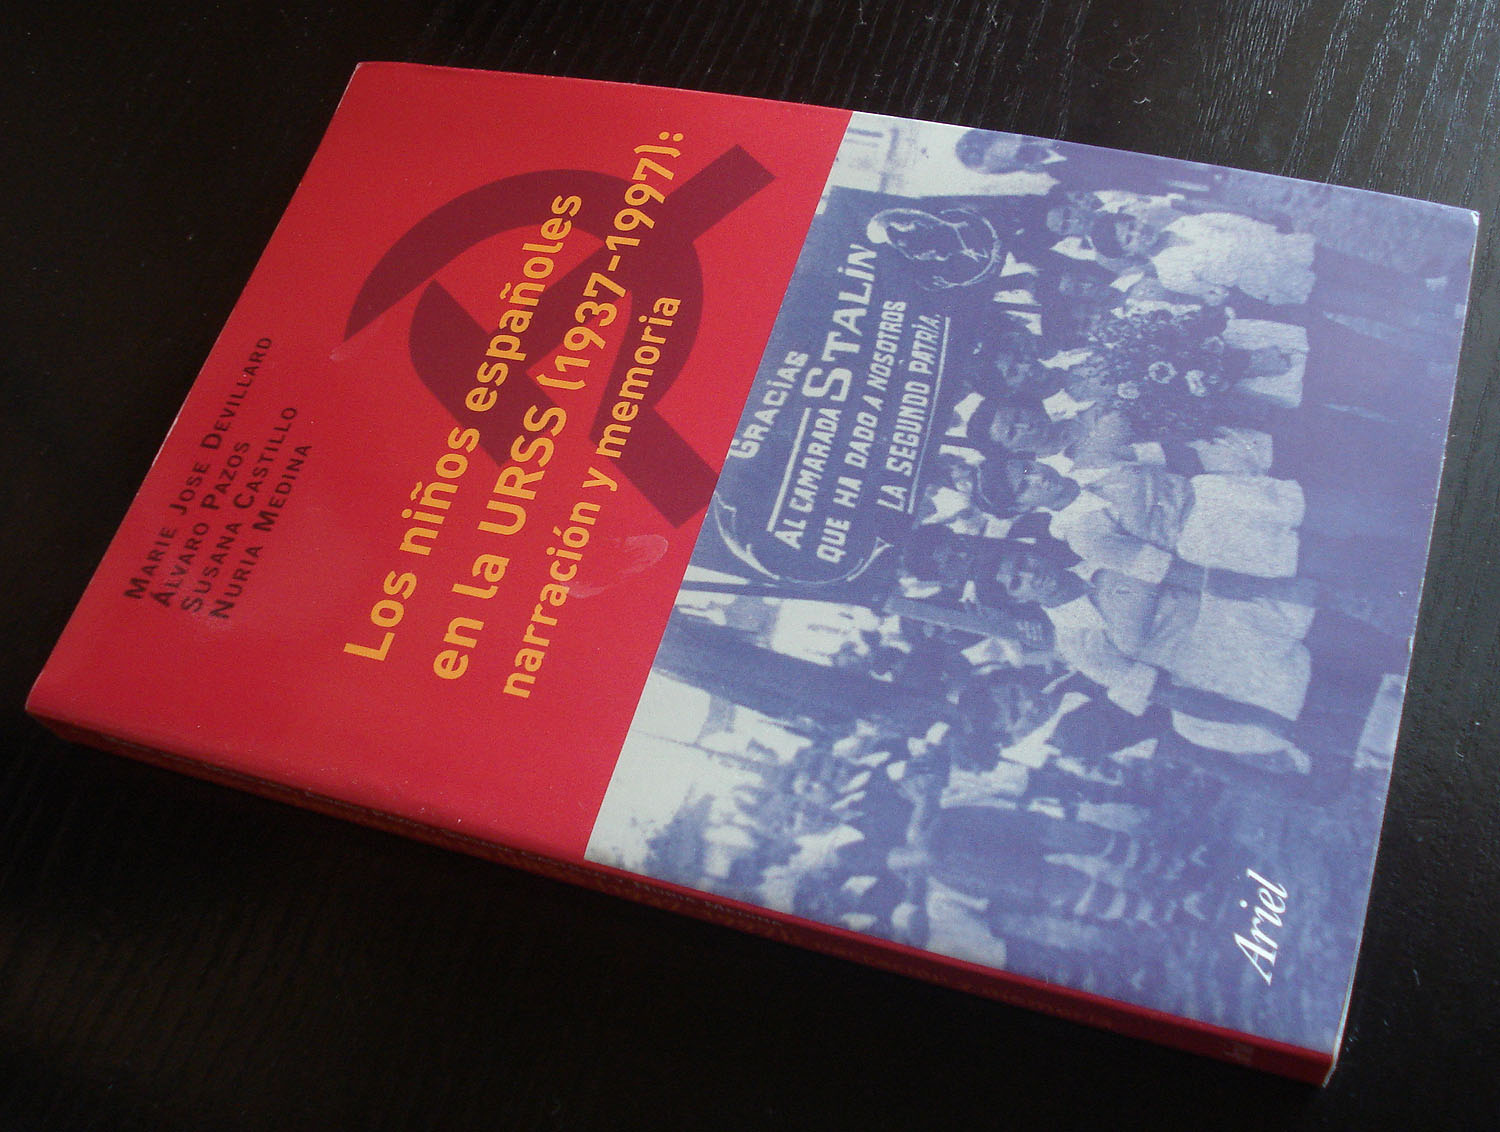 MARIE JOSE DEVILLARD
ÁLVARO PAZOS
SUSANA CASTILLO
NURIA MEDINA
Los niños españoles
en la URSS (1937-1997):
narración y memoria
GRACIAS
AL CAMARADA STALIN
QUE HA DADO A NOSOTROS
LA SEGUNDO PATRÍA.
Ariel